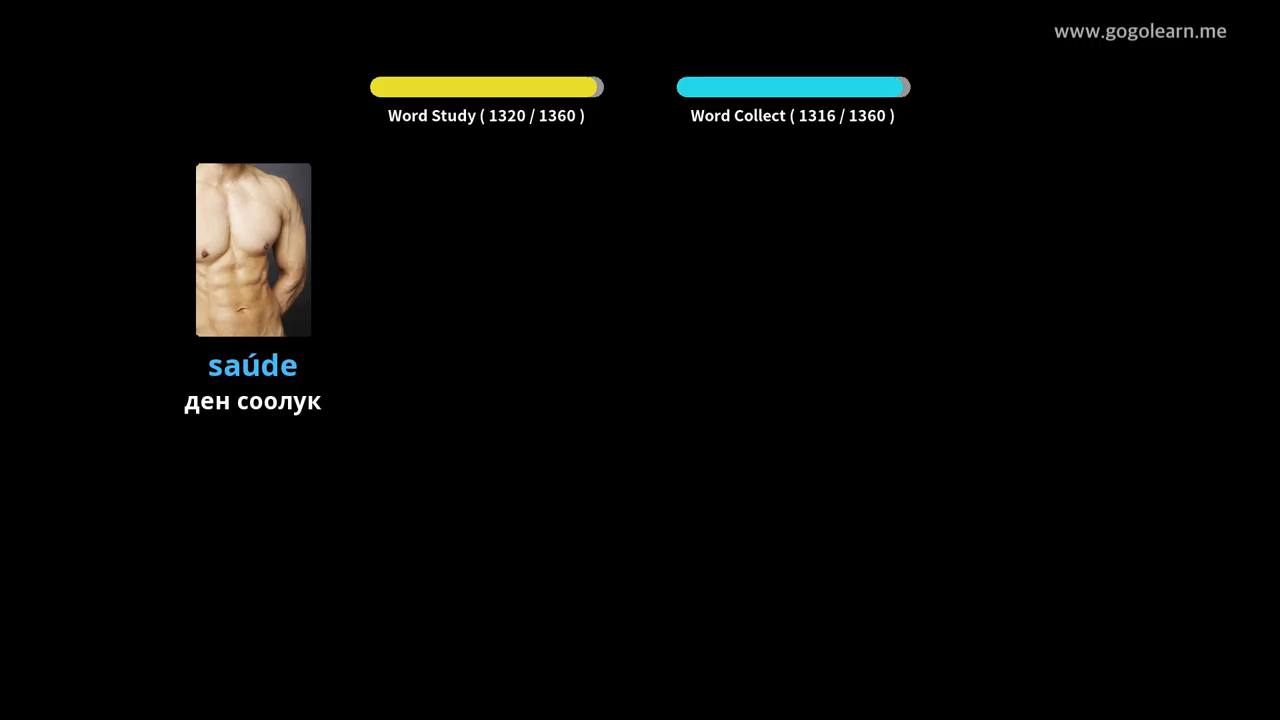 www.gogolearn.me
Word Study ( 1320 / 1360 )
Word Collect ( 1316 / 1360 )
saúde
ден соолук